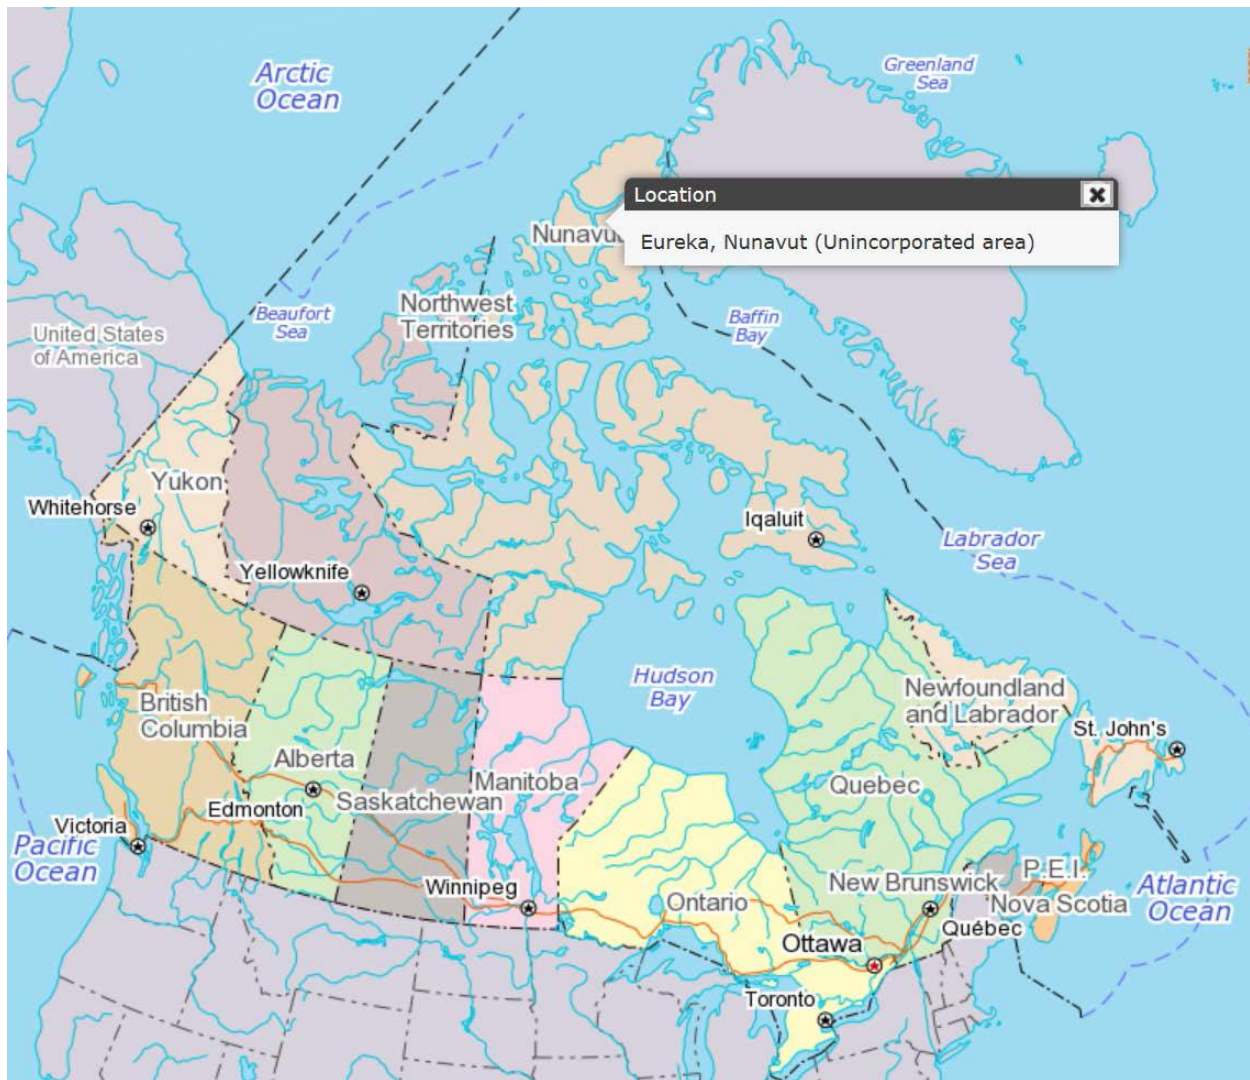 Arctic
Ocean
Greenland
Sea
Location
Eureka, Nunavut (Unincorporated area)
Nunavut
Northwest
Territories
Beaufort
Sea
Baffin
Bay
United States
of America
Yukon
Whitehorse
Iqaluit
Labrador
Sea
Yellowknife
Hudson
Bay
British
Columbia
Newfoundland
and Labrador
St. John's
Alberta
Manitoba
Quebec
Saskatchewan
Edmonton
Victoria
Pacific
Ocean
Winnipeg
Ontario
New Brunswick
P.E.I.
Nova Scotia
Atlantic
Ocean
Québec
Ottawa
Toronto